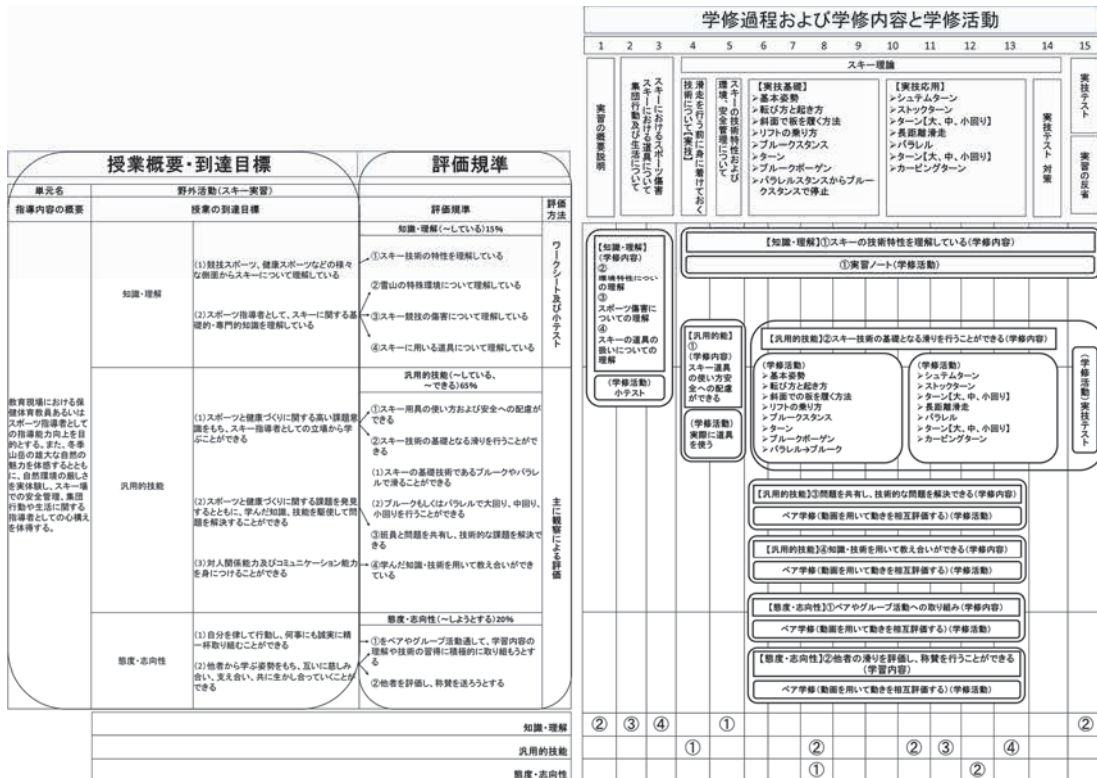 授業概要・到達目標
評価規準
単元名
野外活動(スキー実習)
指導内容の概要
授業の到達目標
評価規準
評価
方法
教育現場における保
健体育教員あるいは
スポーツ指導者として
の指導能力向上を目
的とする。また、冬季
山岳の雄大な自然の
魅力を体感するととも
に、自然環境の厳しさ
を実体験し、スキー場
での安全管理、集団
行動や生活に関する
指導者としての心構え
を体得する。
知識・理解
(1)競技スポーツ、健康スポーツなどの様々
な側面からスキーについて理解している
(2)スポーツ指導者として、スキーに関する基
礎的・専門的知識を理解している
知識・理解(~している)15%
①スキー技術の特性を理解している
②雪山の特殊環境について理解している
③スキー競技の傷害について理解している
④スキーに用いる道具について理解している
ワークシート及び小テスト
汎用的技能
(1)スポーツと健康づくりに関する高い課題意
識をもち、スキー指導者としての立場から学
ぶことができる
(2)スポーツと健康づくりに関する課題を発見
するとともに、学んだ知識、技能を駆使して問
題を解決することができる
(3)対人関係能力及びコミュニケーション能力
を身につけることができる
汎用的技能(~している、
~できる)65%
①スキー用具の使い方および安全への配慮ができ
る
②スキー技術の基礎となる滑りを行うことがで
きる
(1)スキーの基礎技術であるブルークやパラレ
ルで滑ることができる
(2)ブルークもしくはパラレルで大回り、中回り、
小回りを行うことができる
③班員と問題を共有し、技術的な課題を解決で
きる
④学んだ知識・技術を用いて教え合いができ
ている
主に観察による評価
態度・志向性
(1)自分を律して行動し、何事にも誠実に精
一杯取り組むことができる
(2)他者から学ぶ姿勢をもち、互いに慈しみ
合い、支え合い、共に生かし合っていくことが
できる
態度・志向性(~しようとする)20%
①をペアやグループ活動通して、学習内容の
理解や技術の習得に積極的に取り組もうとす
る
②他者を評価し、称賛を送ろうとする
学修過程および学修内容と学修活動
1 2 3 4 5 6 7 8 9 10 11 12 13 14 15
スキー理論
実習の概要説明
スキーにおけるスポーツ傷害
スキーにおける道具について
集団行動及び生活について
滑走を行う前に身に着けておく
技術について【実技】
スキーの技術特性および
環境、安全管理について
【実技基礎】
➢基本姿勢
➢転び方と起き方
➢斜面で板を履く方法
➢リフトの乗り方
➢ブルークスタンス
➢ターン
➢ブルークボーゲン
➢パラレルスタンスからブルー
クスタンスで停止
【実技応用】
➢シュテムターン
➢ストックターン
➢ターン【大、中、小回り】
➢長距離滑走
➢パラレル
➢ターン【大、中、小回り】
➢カービングターン
実技テスト 対策
実技テスト
実習の反省
【知識・理解】
(学修内容)
②
環境特性につい
の理解
③
スポーツ傷害に
ついての理解
④
スキーの道具の
扱いについての
理解
(学修活動)
小テスト
【知識・理解】①スキーの技術特性を理解している(学修内容)
①実習ノート(学修活動)
【汎用的能】
①
(学修内容)
スキー道具
の使い方安
全への配慮
ができる
(学修活動)
実際に道具
を使う
【汎用的技能】②スキー技術の基礎となる滑りを行うことができる(学修内容)
(学修活動)
➢基本姿勢
➢転び方と起き方
➢斜面での板を履く方法
➢リフトの乗り方
➢ブルークスタンス
➢ターン
➢ブルークボーゲン
➢パラレル→ブルーク
(学修活動)
➢シュテムターン
➢ストックターン
➢ターン【大、中、小回り】
➢長距離滑走
➢パラレル
➢ターン【大、中、小回り】
➢カービングターン
(学修活動)実技テスト
【汎用的技能】③問題を共有し、技術的な問題を解決できる(学修内容)
ペア学修(動画を用いて動きを相互評価する)(学修活動)
【汎用的技能】④知識・技術を用いて教え合いができる(学修内容)
ペア学修(動画を用いて動きを相互評価する)(学修活動)
【態度・志向性】①ペアやグループ活動への取り組み(学修内容)
ペア学修(動画を用いて動きを相互評価する)(学修活動)
【態度・志向性】②他者の滑りを評価し、称賛を行うことができる
(学習内容)
ペア学修(動画を用いて動きを相互評価する)(学修活動)
知識・理解 ② ③ ④ ① ②
汎用的技能 ① ② ② ③ ④
態度・志向性 ① ②